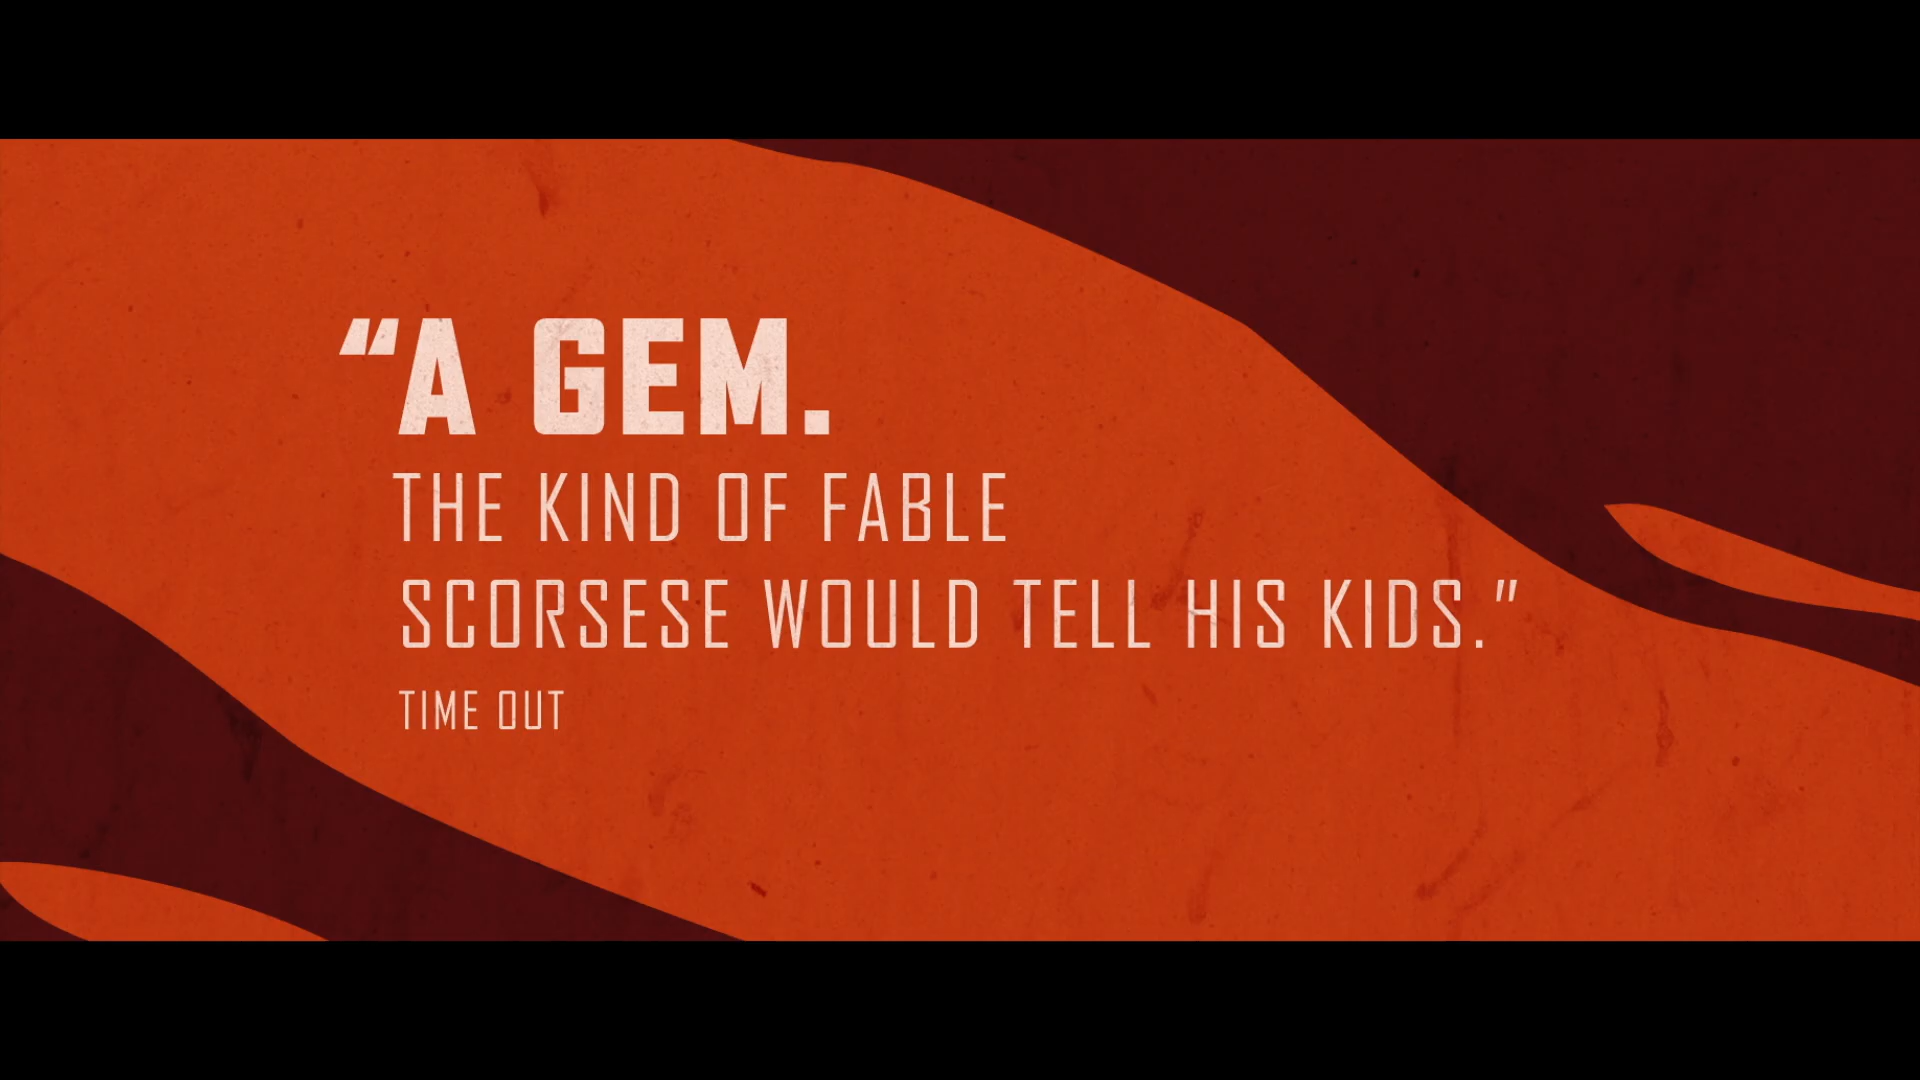 “A GEM.
THE KIND OF FABLE
SCORSESE WOULD TELL HIS KIDS.”
TIME OUT